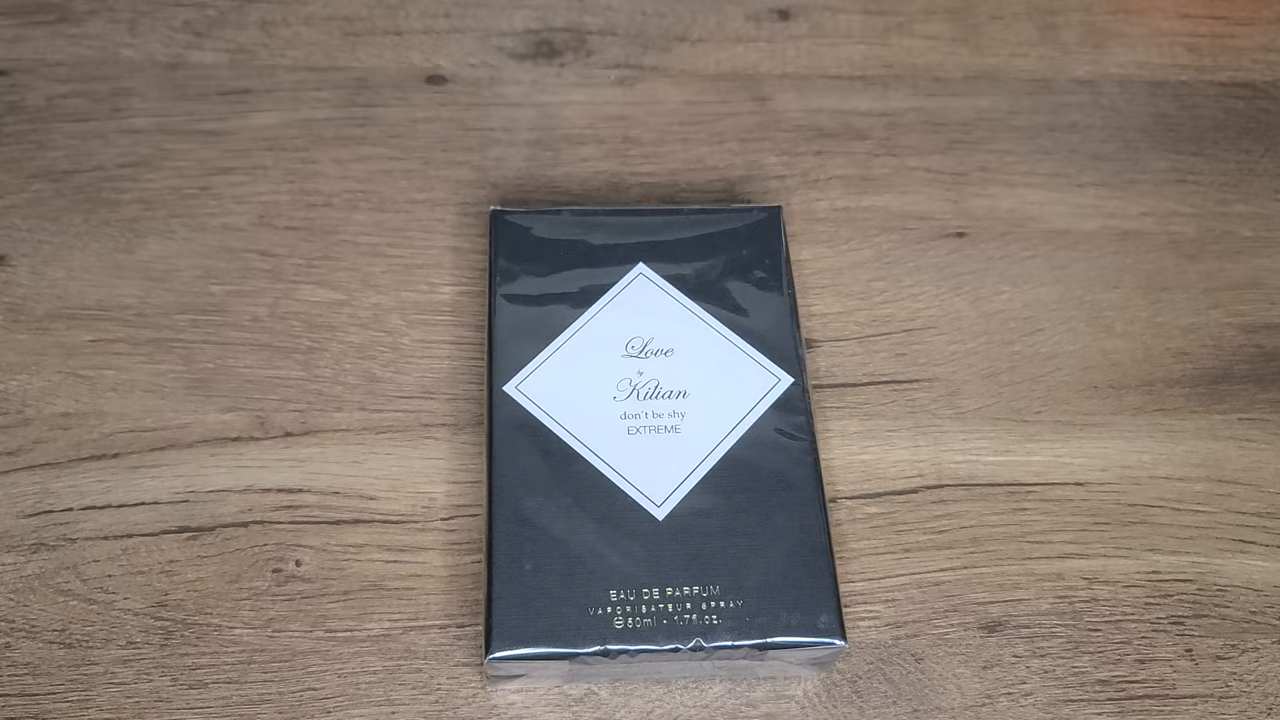 Love
by
Kilian
don't be shy
EXTREME
EAU DE PARFUM
VAPORISATEUR SPRAY
℮50ml - 1.7fl.oz.